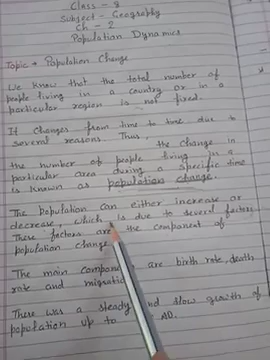 Class - 8
Subject - Geography
Ch - 2
Population Dynamics
Topic Population Change
We know that the total number of
people living in a country or in a
particular region is not fixed.
It changes from time to time due to
several reasons. Thus,
the change in
the number of people living in a
particular area during a specific time
is known as population change.
The population can either increase or
decrease, which is due to several factors
These factors are the component of
population change
The main are birth rate, death
rate and
There was a steady and slow growth of
population up to AD.